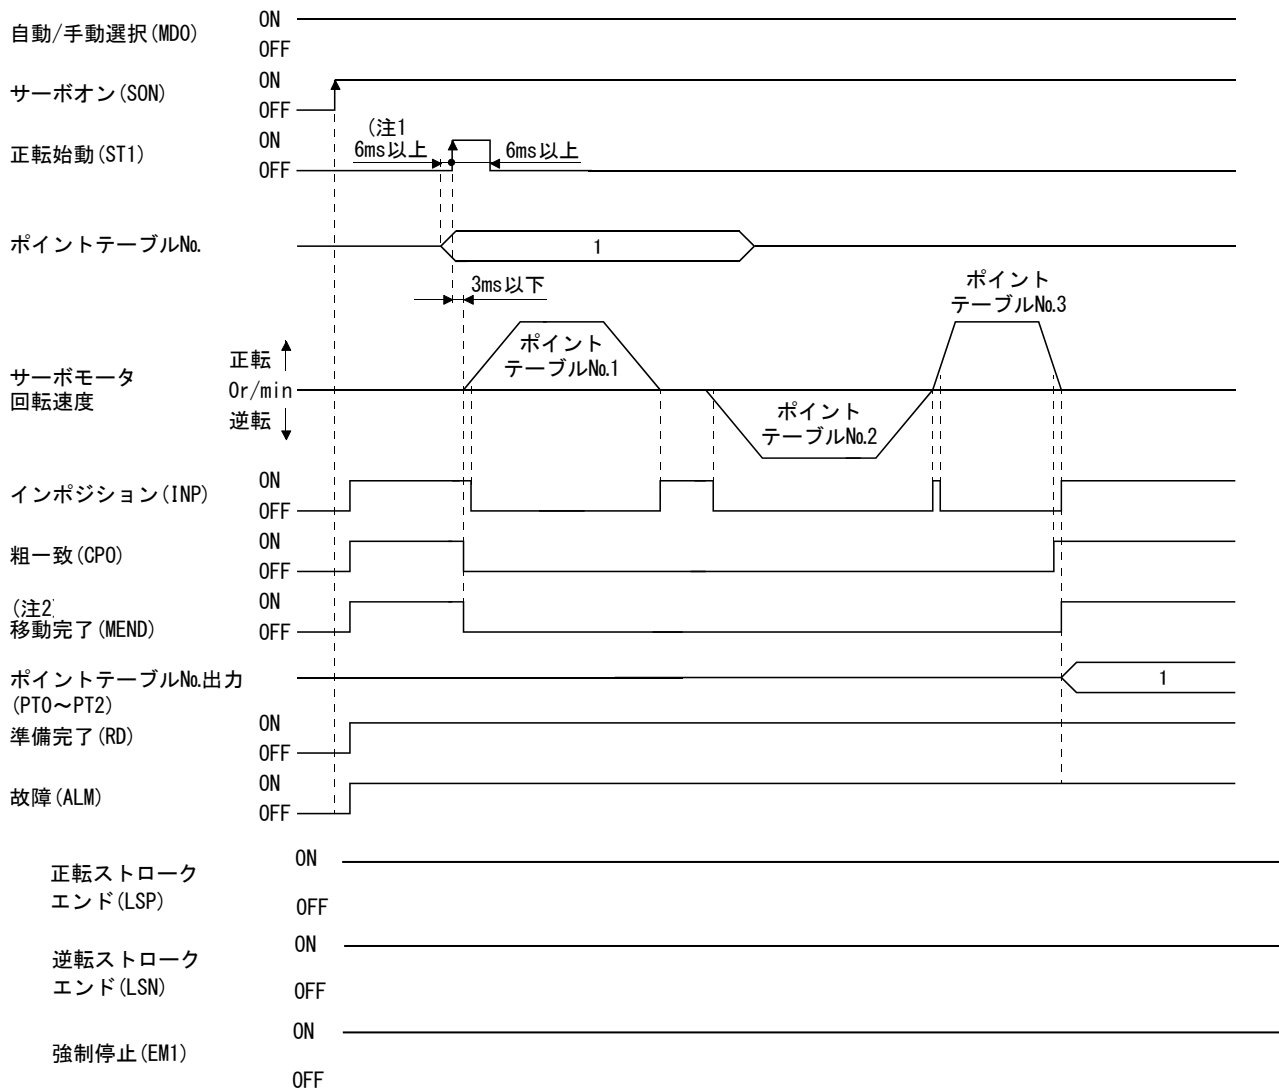 自動/手動選択(MD0)
ON
OFF
サーボオン(SON)
ON
OFF
正転始動(ST1)
ON
OFF
(注1
6ms以上
6ms以上
ポイントテーブル№.
1
3ms以下
サーボモータ
回転速度
正転
0r/min
逆転
ポイント
テーブル№1
ポイント
テーブル№2
ポイント
テーブル№3
インポジション(INP)
ON
OFF
粗一致(CPO)
ON
OFF
(注2)
移動完了(MEND)
ON
OFF
ポイントテーブル№出力
(PT0～PT2)
1
準備完了(RD)
ON
OFF
故障(ALM)
ON
OFF
正転ストローク
エンド(LSP)
ON
OFF
逆転ストローク
エンド(LSN)
ON
OFF
強制停止(EM1)
ON
OFF